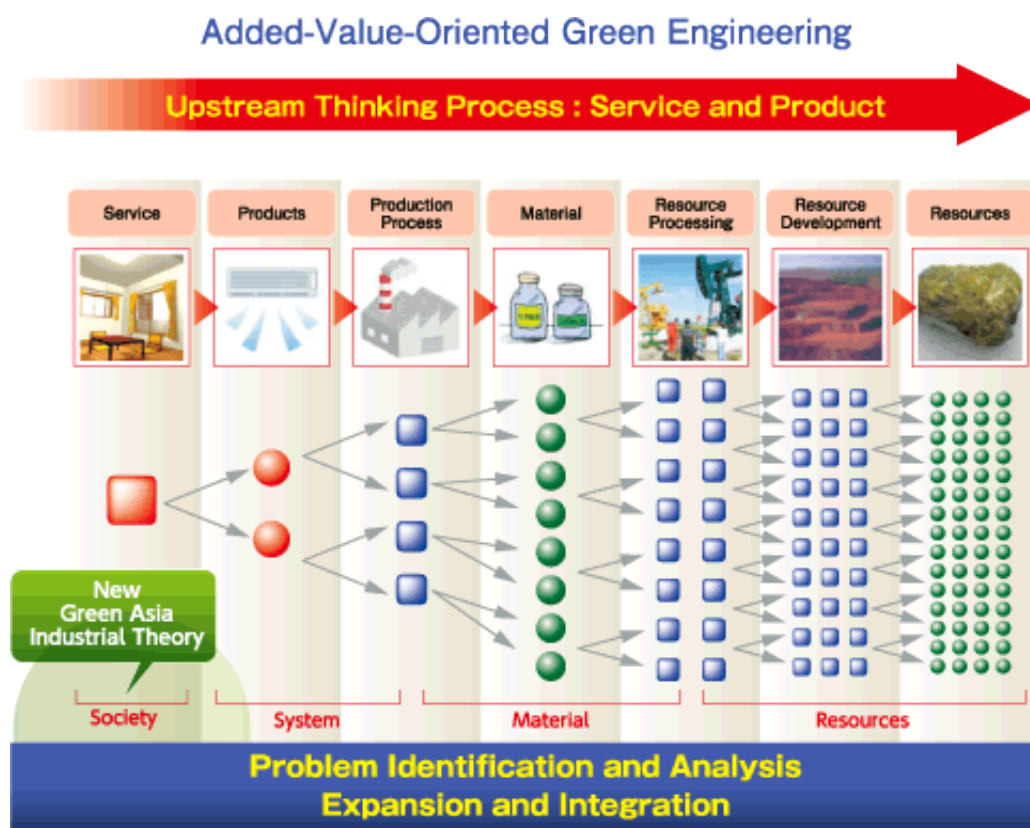 Added-Value-Oriented Green Engineering
Upstream Thinking Process : Service and Product
Service
Products
Production
Process
Material
Resource
Processing
Resource
Development
Resources
New
Green Asia
Industrial Theory
Society
System
Material
Resources
Problem Identification and Analysis
Expansion and Integration